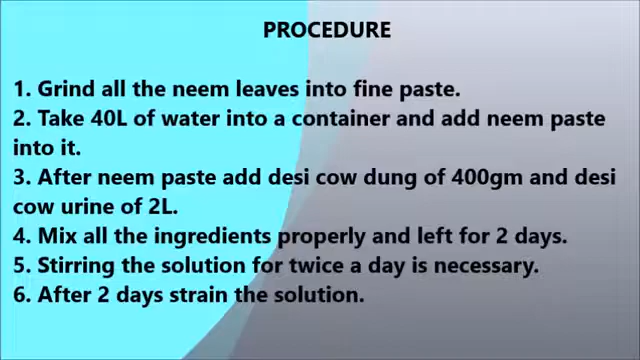 PROCEDURE
1. Grind all the neem leaves into fine paste.
2. Take 40L of water into a container and add neem paste
into it.
3. After neem paste add desi cow dung of 400gm and desi
cow urine of 2L.
4. Mix all the ingredients properly and left for 2 days.
5. Stirring the solution for twice a day is necessary.
6. After 2 days strain the solution.